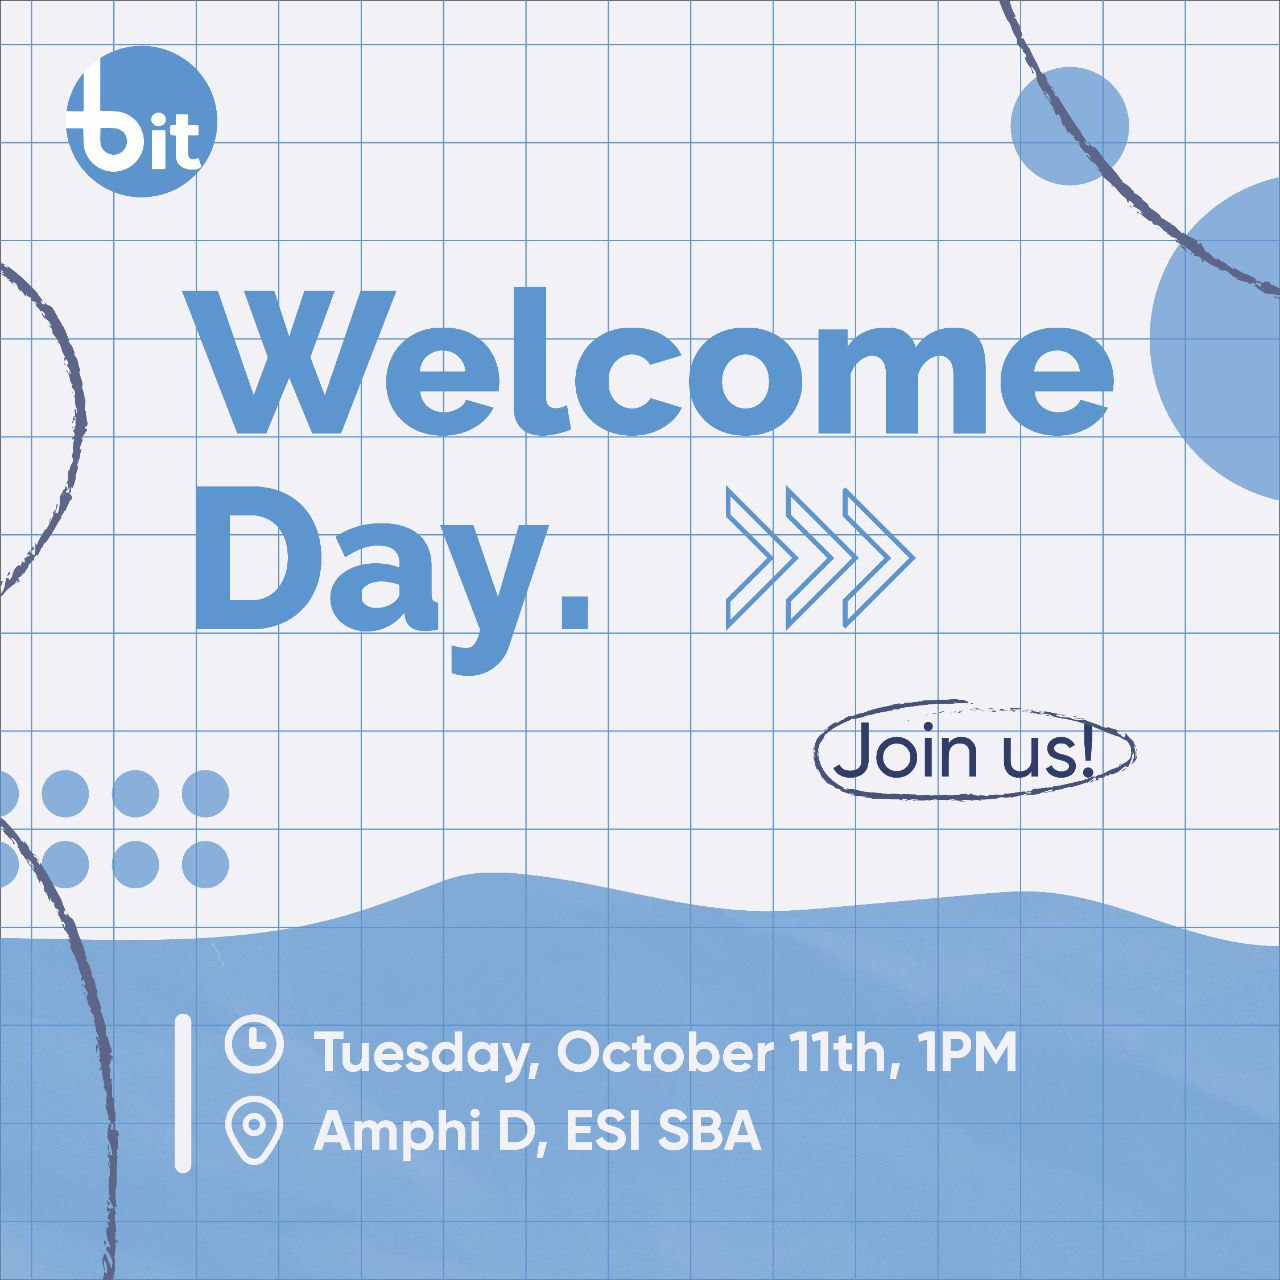 bit
Welcome
Day.
Join us!
Tuesday, October 11th, 1PM
Amphi D, ESI SBA